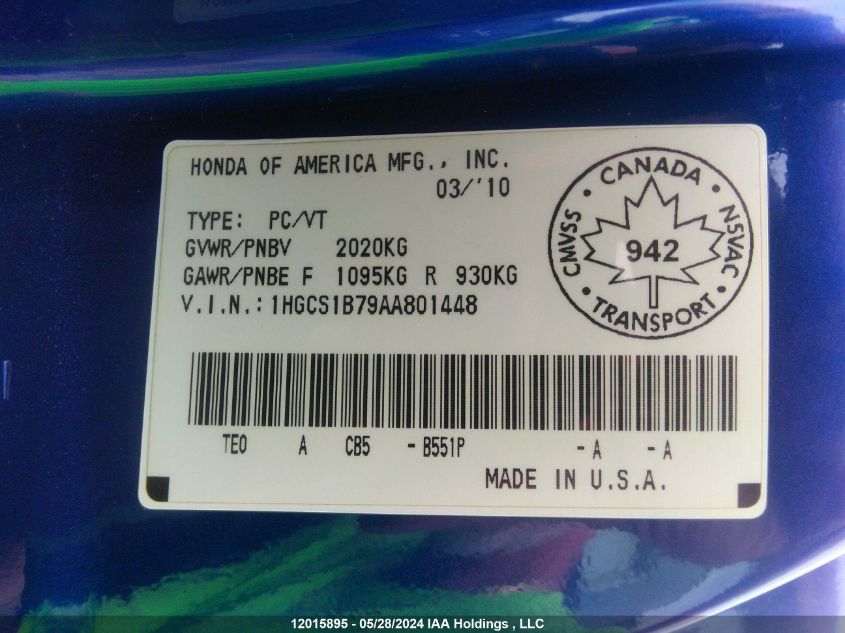 HONDA OF AMERICA MFG., INC.
03/'10
TYPE: PC/VT
GVWR/PNBV 2020KG
GAWR/PNBE F 1095KG R 930KG
V.I.N.: 1HGCS1B79AA801448
CANADA
CMVSS
942
NSVAC
TRANSPORT
TE0 A CB5 - B551P - A - A
MADE IN U.S.A.
12015895 - 05/28/2024 IAA Holdings , LLC